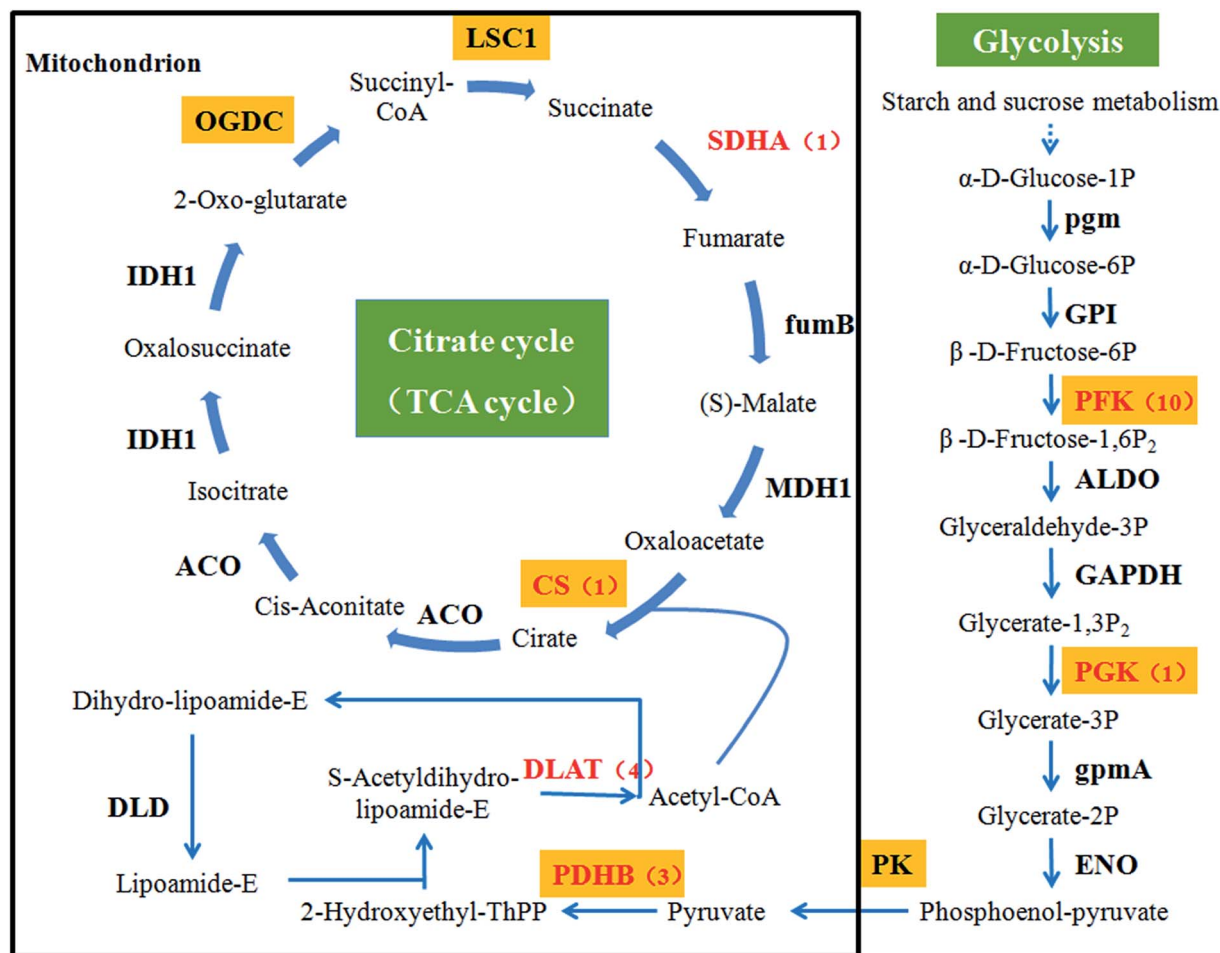 Mitochondrion
LSC1
Succinyl-
CoA
Succinate
OGDC
SDHA（1）
2-Oxo-glutarate
Fumarate
IDH1
fumB
Oxalosuccinate
Citrate cycle
（TCA cycle）
(S)-Malate
IDH1
MDH1
Isocitrate
Oxaloacetate
ACO
CS（1）
Cis-Aconitate
ACO
Cirate
Dihydro-lipoamide-E
S-Acetyldihydro-
lipoamide-E
DLAT（4）
Acetyl-CoA
DLD
Lipoamide-E
PDHB（3）
2-Hydroxyethyl-ThPP
Pyruvate
PK
Glycolysis
Starch and sucrose metabolism
α-D-Glucose-1P
pgm
α-D-Glucose-6P
GPI
β-D-Fructose-6P
PFK（10）
β-D-Fructose-1,6P₂
ALDO
Glyceraldehyde-3P
GAPDH
Glycerate-1,3P₂
PGK（1）
Glycerate-3P
gpmA
Glycerate-2P
ENO
Phosphoenol-pyruvate